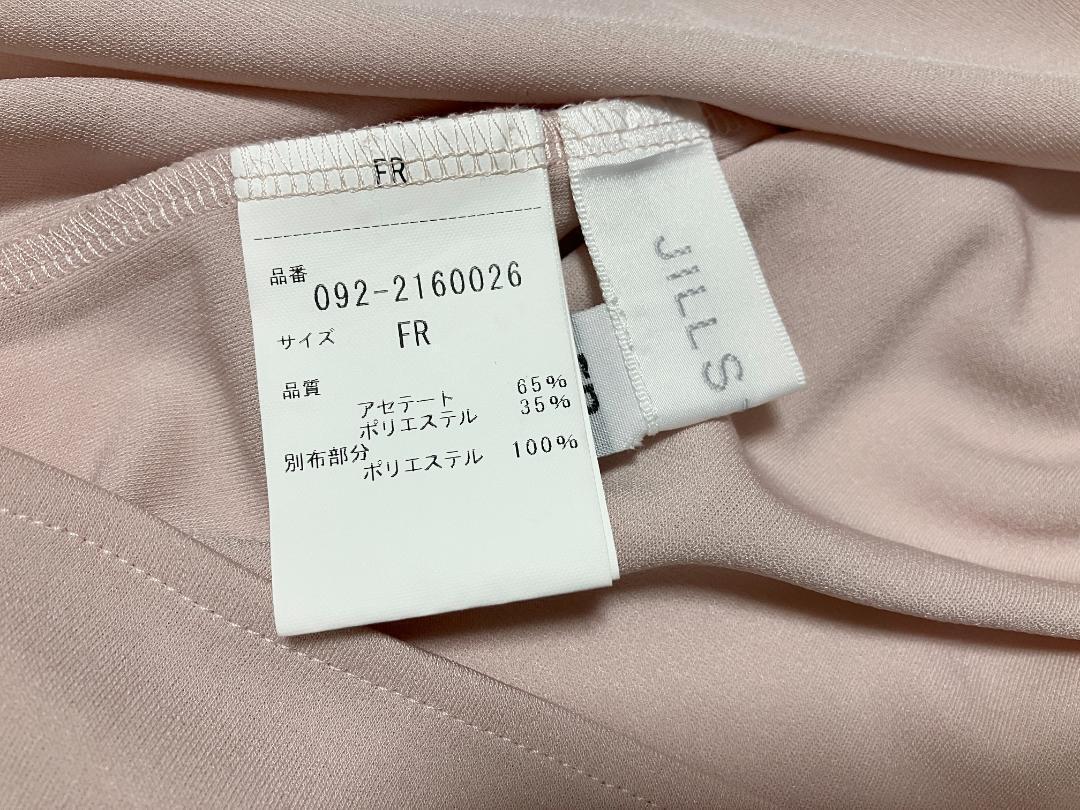 FR
品番 092-2160026
サイズ FR
品質
アセテート 65%
ポリエステル 35%
別布部分
ポリエステル 100%
JILLS